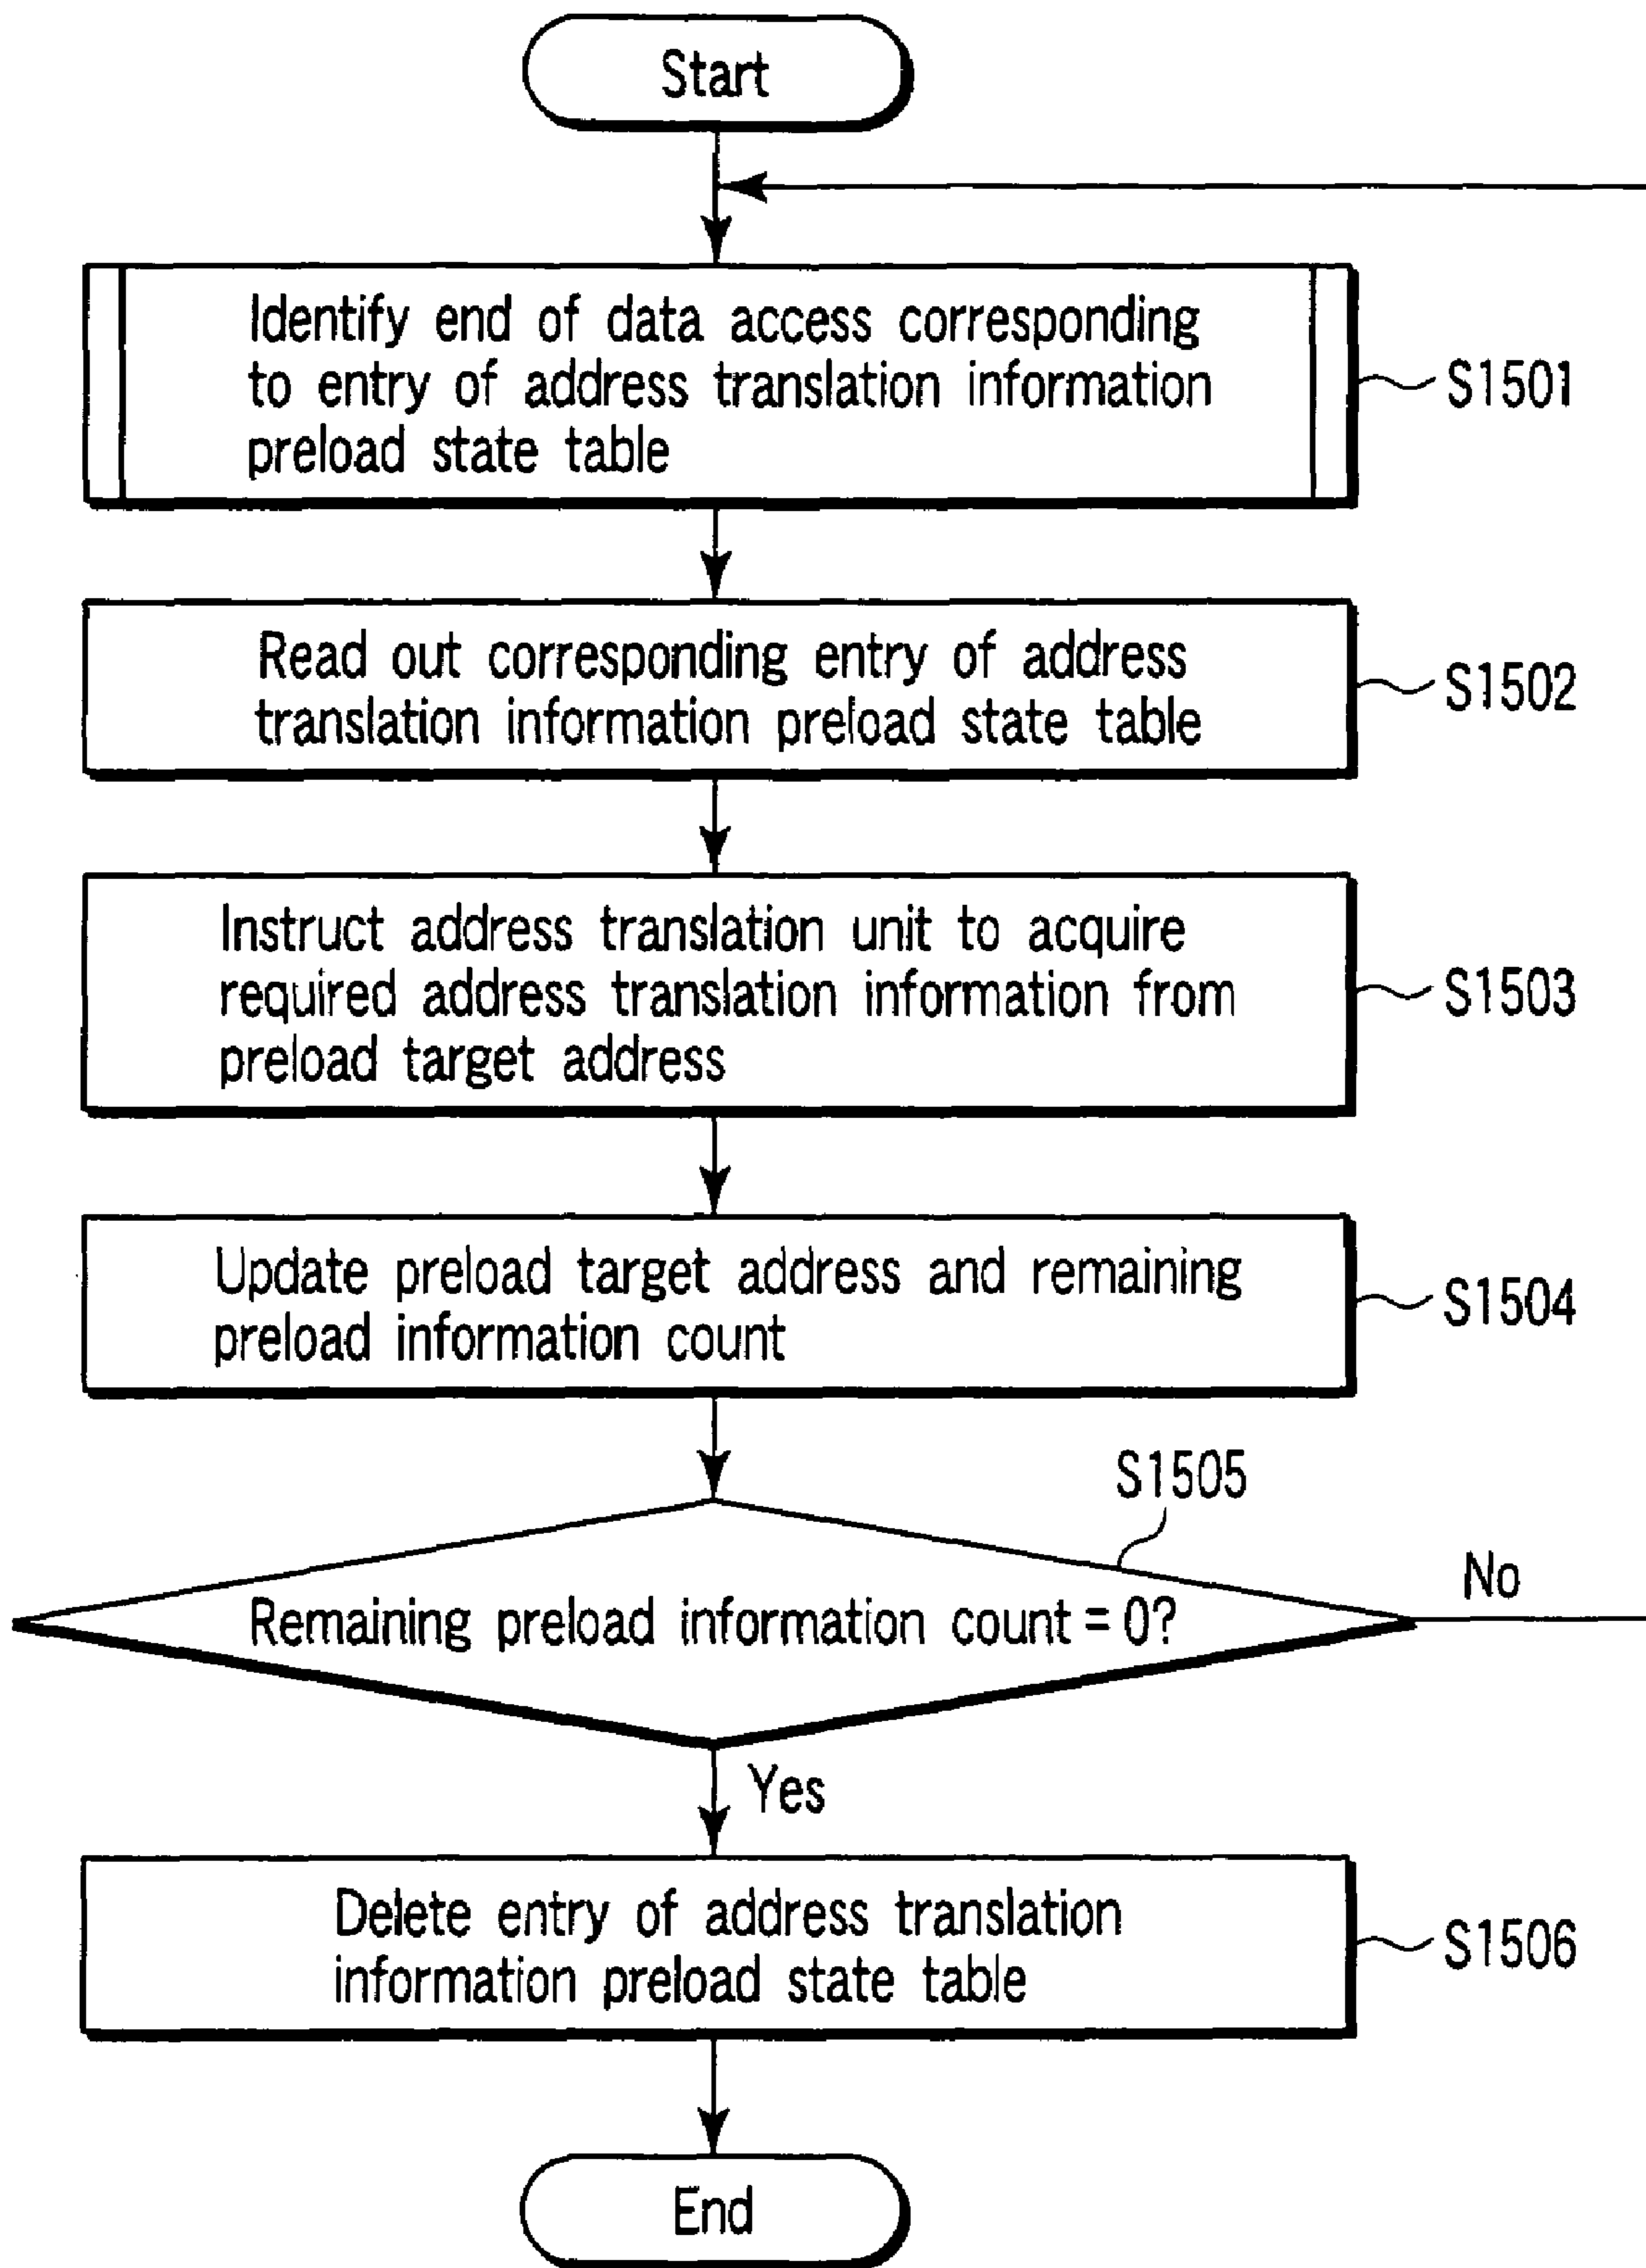 Start
Identify end of data access corresponding
to entry of address translation information
preload state table
S1501
Read out corresponding entry of address
translation information preload state table
S1502
Instruct address translation unit to acquire
required address translation information from
preload target address
S1503
Update preload target address and remaining
preload information count
S1504
S1505
Remaining preload information count = 0?
No
Yes
Delete entry of address translation
information preload state table
S1506
End